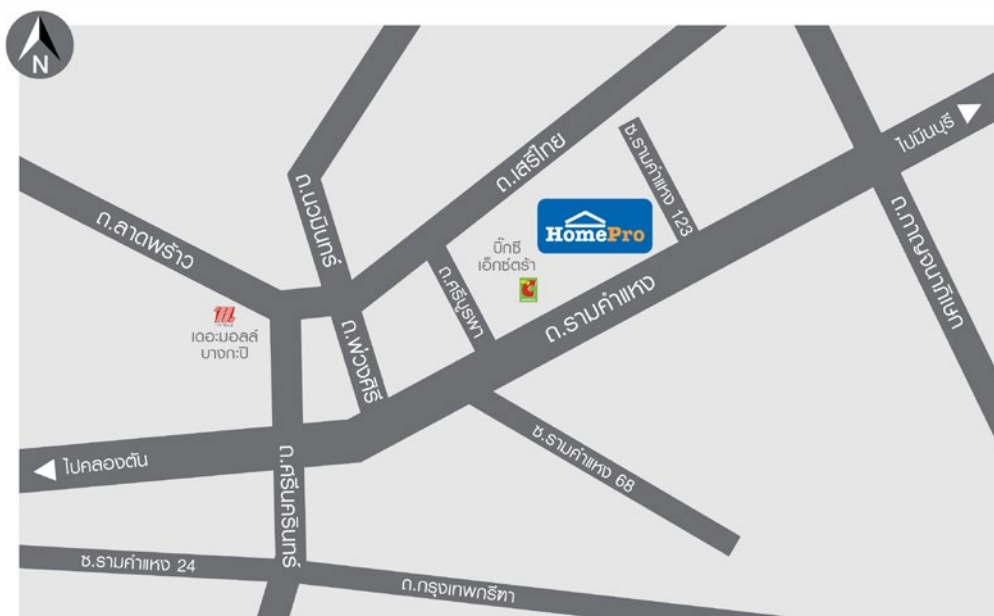 N
ไปมีนบุรี
ถ.เสรีไทย
ซ.รามคำแหง 123
ถ.นวมินทร์
ถ.ลาดพร้าว
HomePro
ถ.กาญจนาภิเษก
บิ๊กซี
เอ็กซ์ตร้า
ถ.ศรีบูรพา
ถ.รามคำแหง
เดอะมอลล์
บางกะปิ
ถ.พ่วงศิริ
ไปคลองตัน
ซ.รามคำแหง 68
ถ.ศรีนครินทร์
ซ.รามคำแหง 24
ถ.กรุงเทพกรีฑา